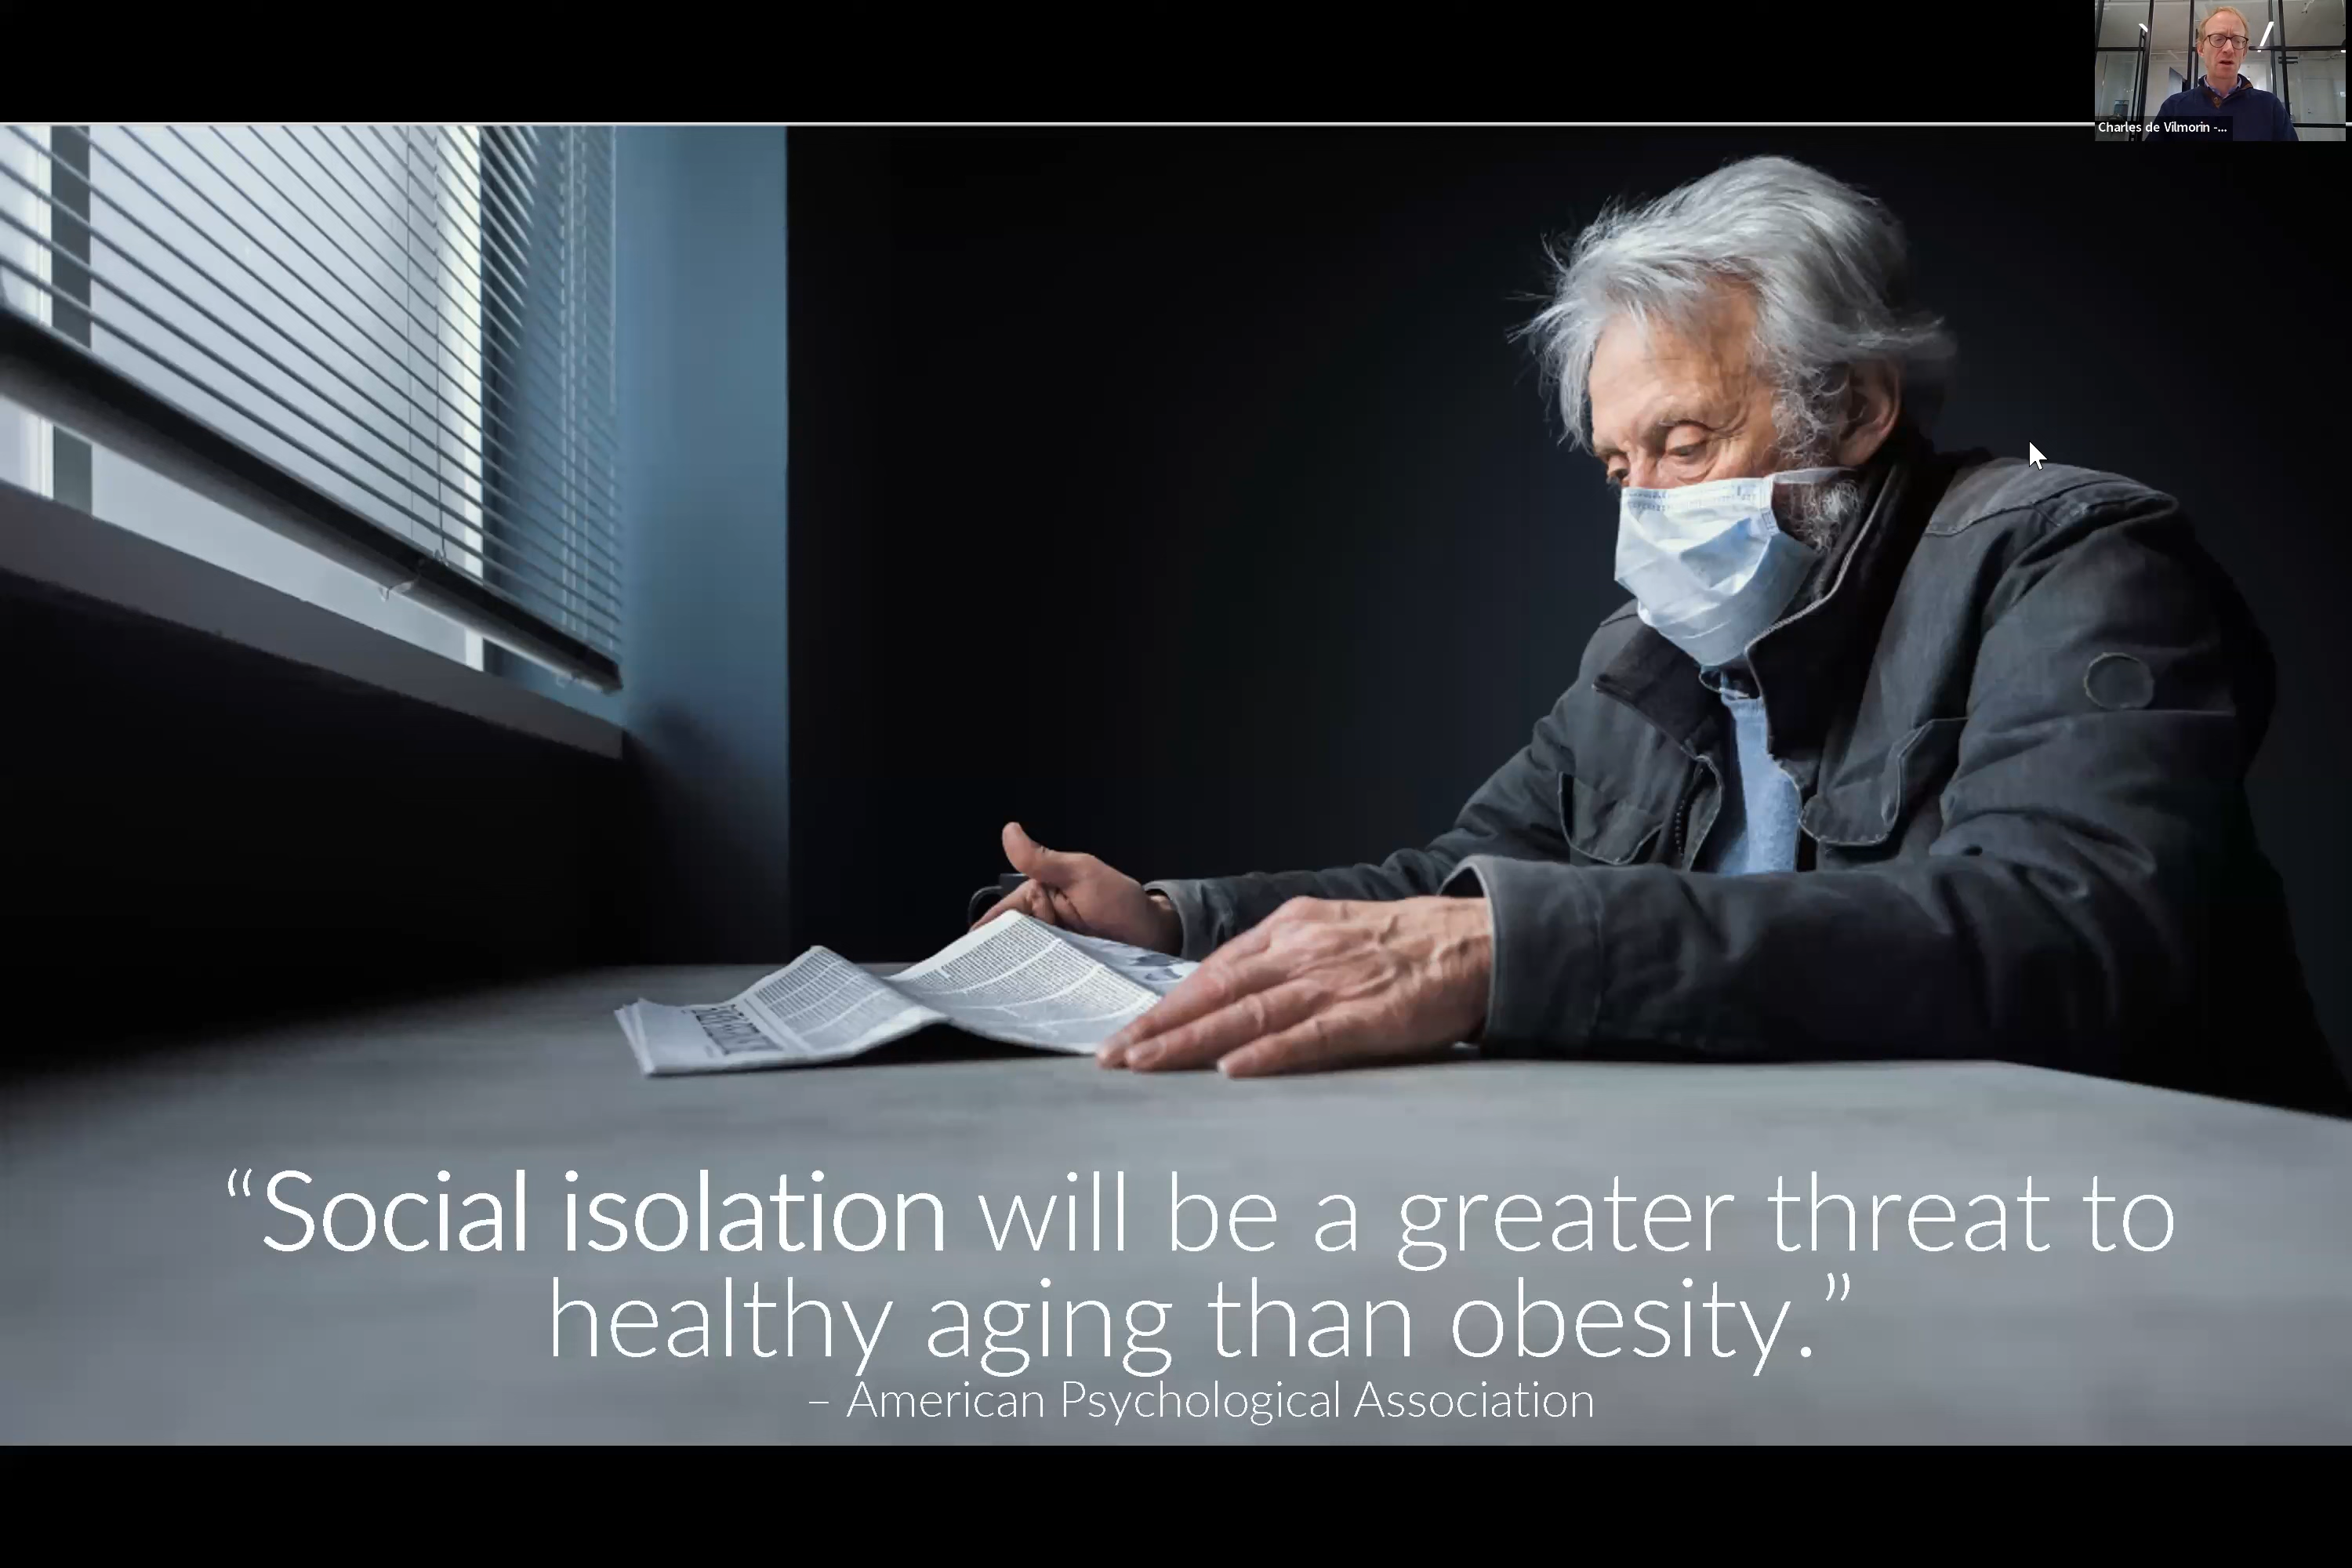 Charles de Vilmorin -...
“Social isolation will be a greater threat to
healthy aging than obesity.”
– American Psychological Association